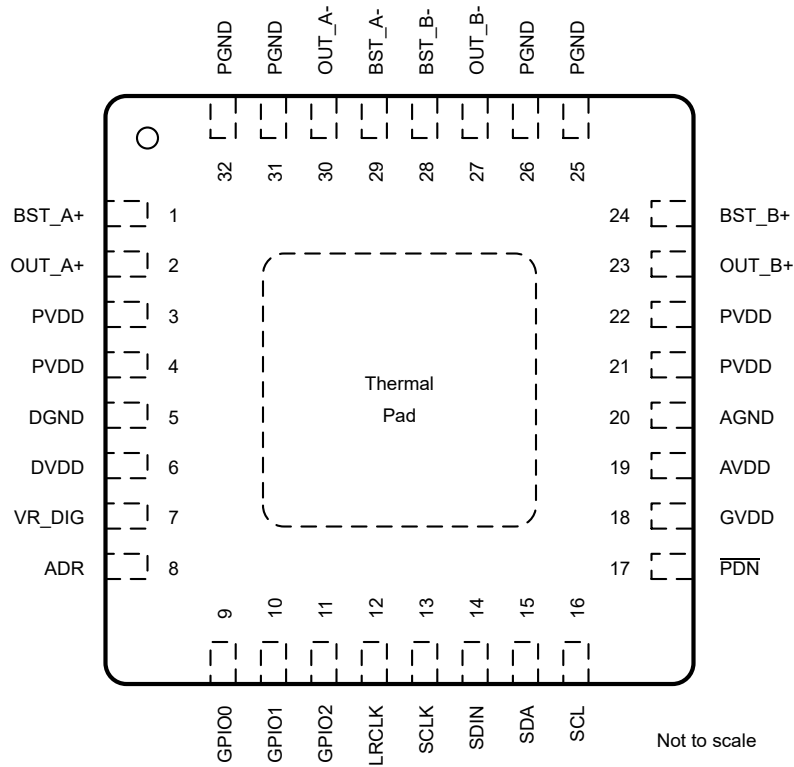 PGND
PGND
OUT_A-
BST_A-
BST_B-
OUT_B-
PGND
PGND
32
31
30
29
28
27
26
25
BST_A+ 1
OUT_A+ 2
PVDD 3
PVDD 4
DGND 5
DVDD 6
VR_DIG 7
ADR 8
Thermal
Pad
24 BST_B+
23 OUT_B+
22 PVDD
21 PVDD
20 AGND
19 AVDD
18 GVDD
17 PDN
9
10
11
12
13
14
15
16
GPIO0
GPIO1
GPIO2
LRCLK
SCLK
SDIN
SDA
SCL
Not to scale